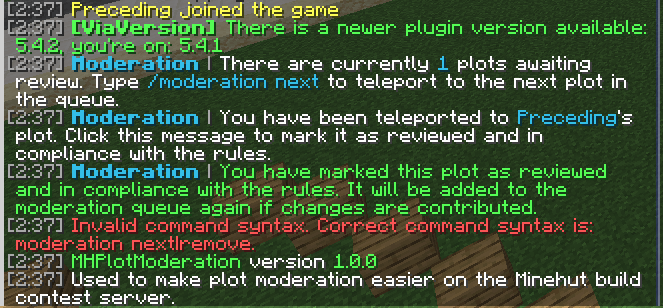 [2:37] Preceding joined the game
[2:37] [ViaVersion] There is a newer plugin version available:
5.4.2, you're on: 5.4.1
[2:37] Moderation | There are currently 1 plots awaiting
review. Type /moderation next to teleport to the next plot in
the queue.
[2:37] Moderation | You have been teleported to Preceding's
plot. Click this message to mark it as reviewed and in
compliance with the rules.
[2:37] Moderation | You have marked this plot as reviewed
and in compliance with the rules. It will be added to the
moderation queue again if changes are contributed.
[2:37] Invalid command syntax. Correct command syntax is:
moderation next|remove.
[2:37] MHPlotModeration version 1.0.0
[2:37] Used to make plot moderation easier on the Minehut build
contest server.